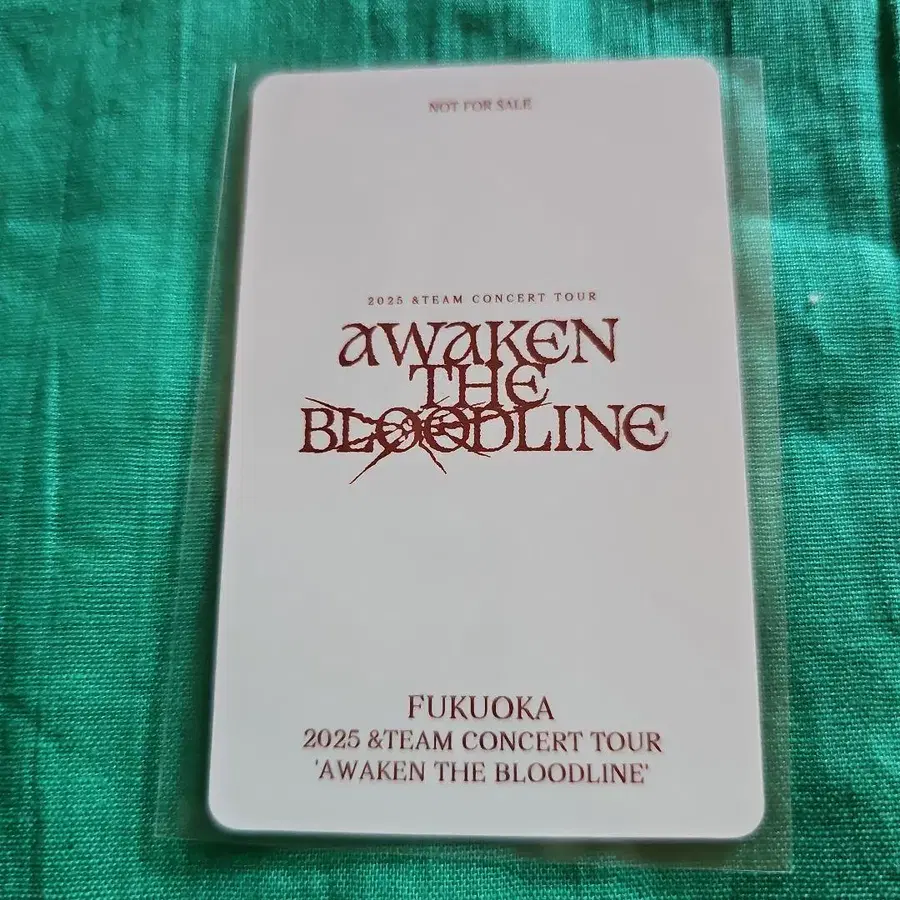 NOT FOR SALE
2025 &TEAM CONCERT TOUR
AWAKEN
THE
BLOODLINE
FUKUOKA
2025 &TEAM CONCERT TOUR
'AWAKEN THE BLOODLINE'